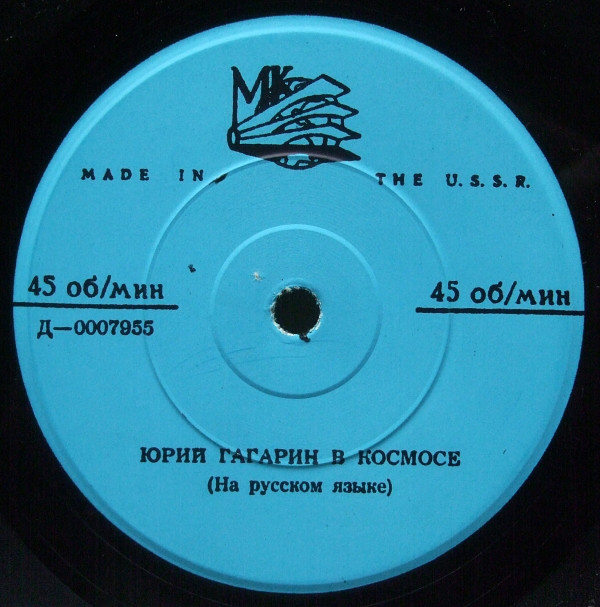 МК
MADE IN THE U.S.S.R.
45 об/мин 45 об/мин
Д—0007955
ЮРИЙ ГАГАРИН В КОСМОСЕ
(На русском языке)